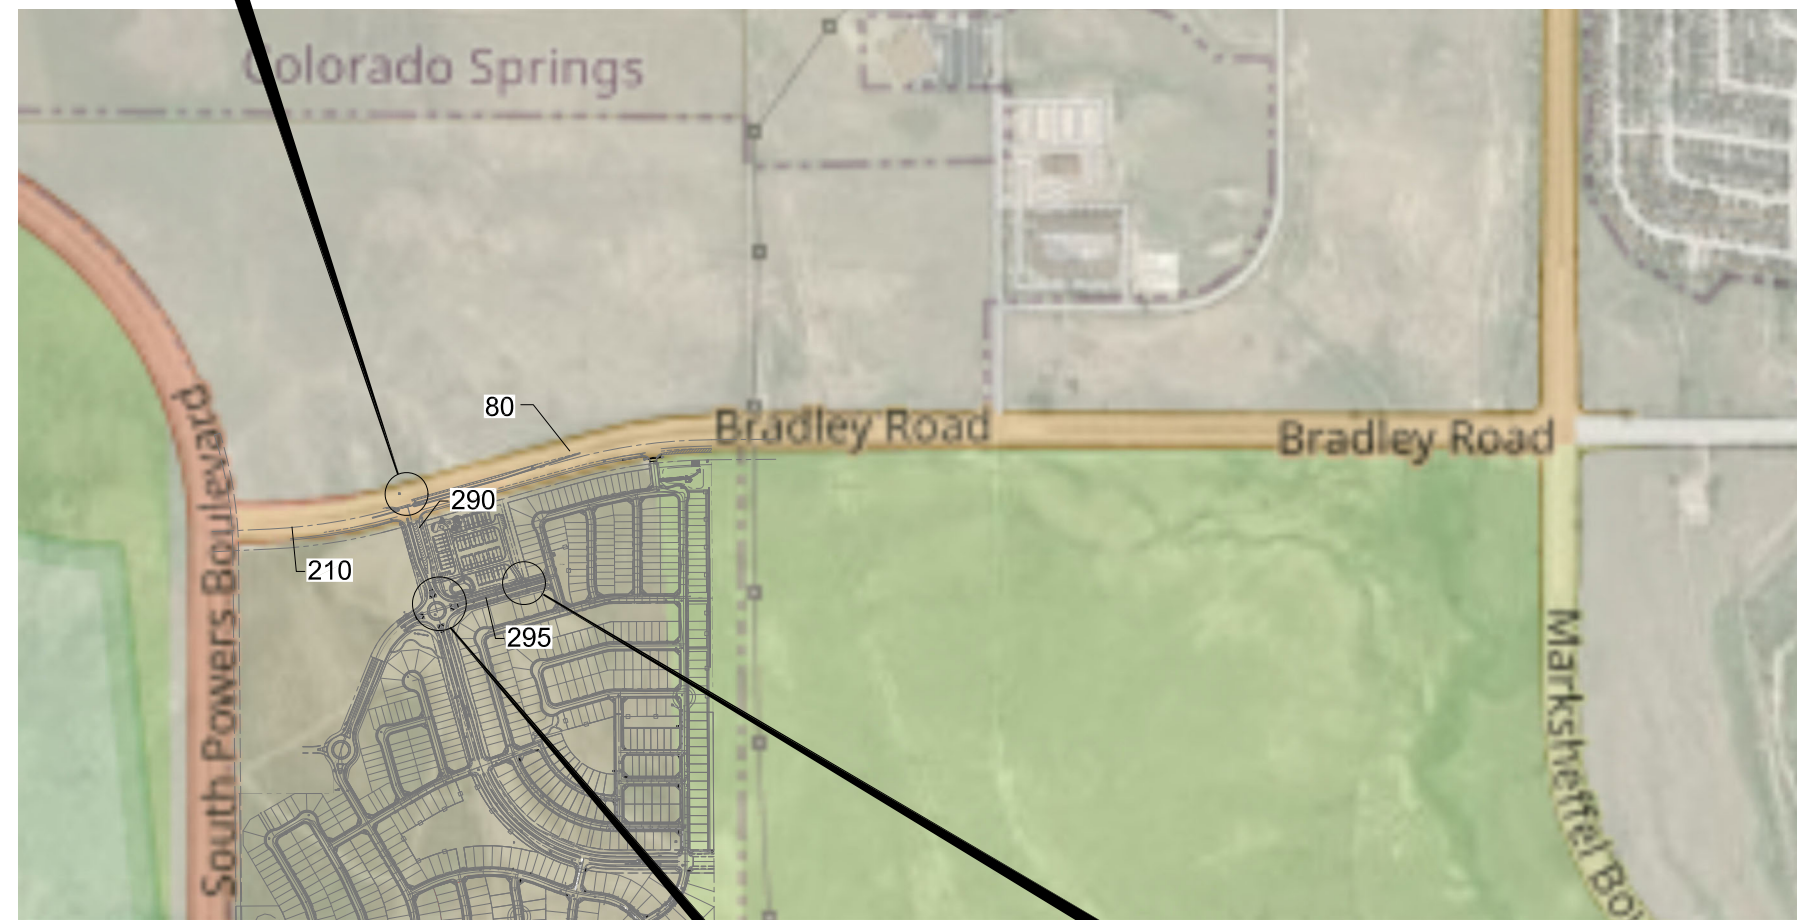 Colorado Springs
80
Bradley Road
Bradley Road
South Powers Boulevard
290
210
295
Marksheffel Bo